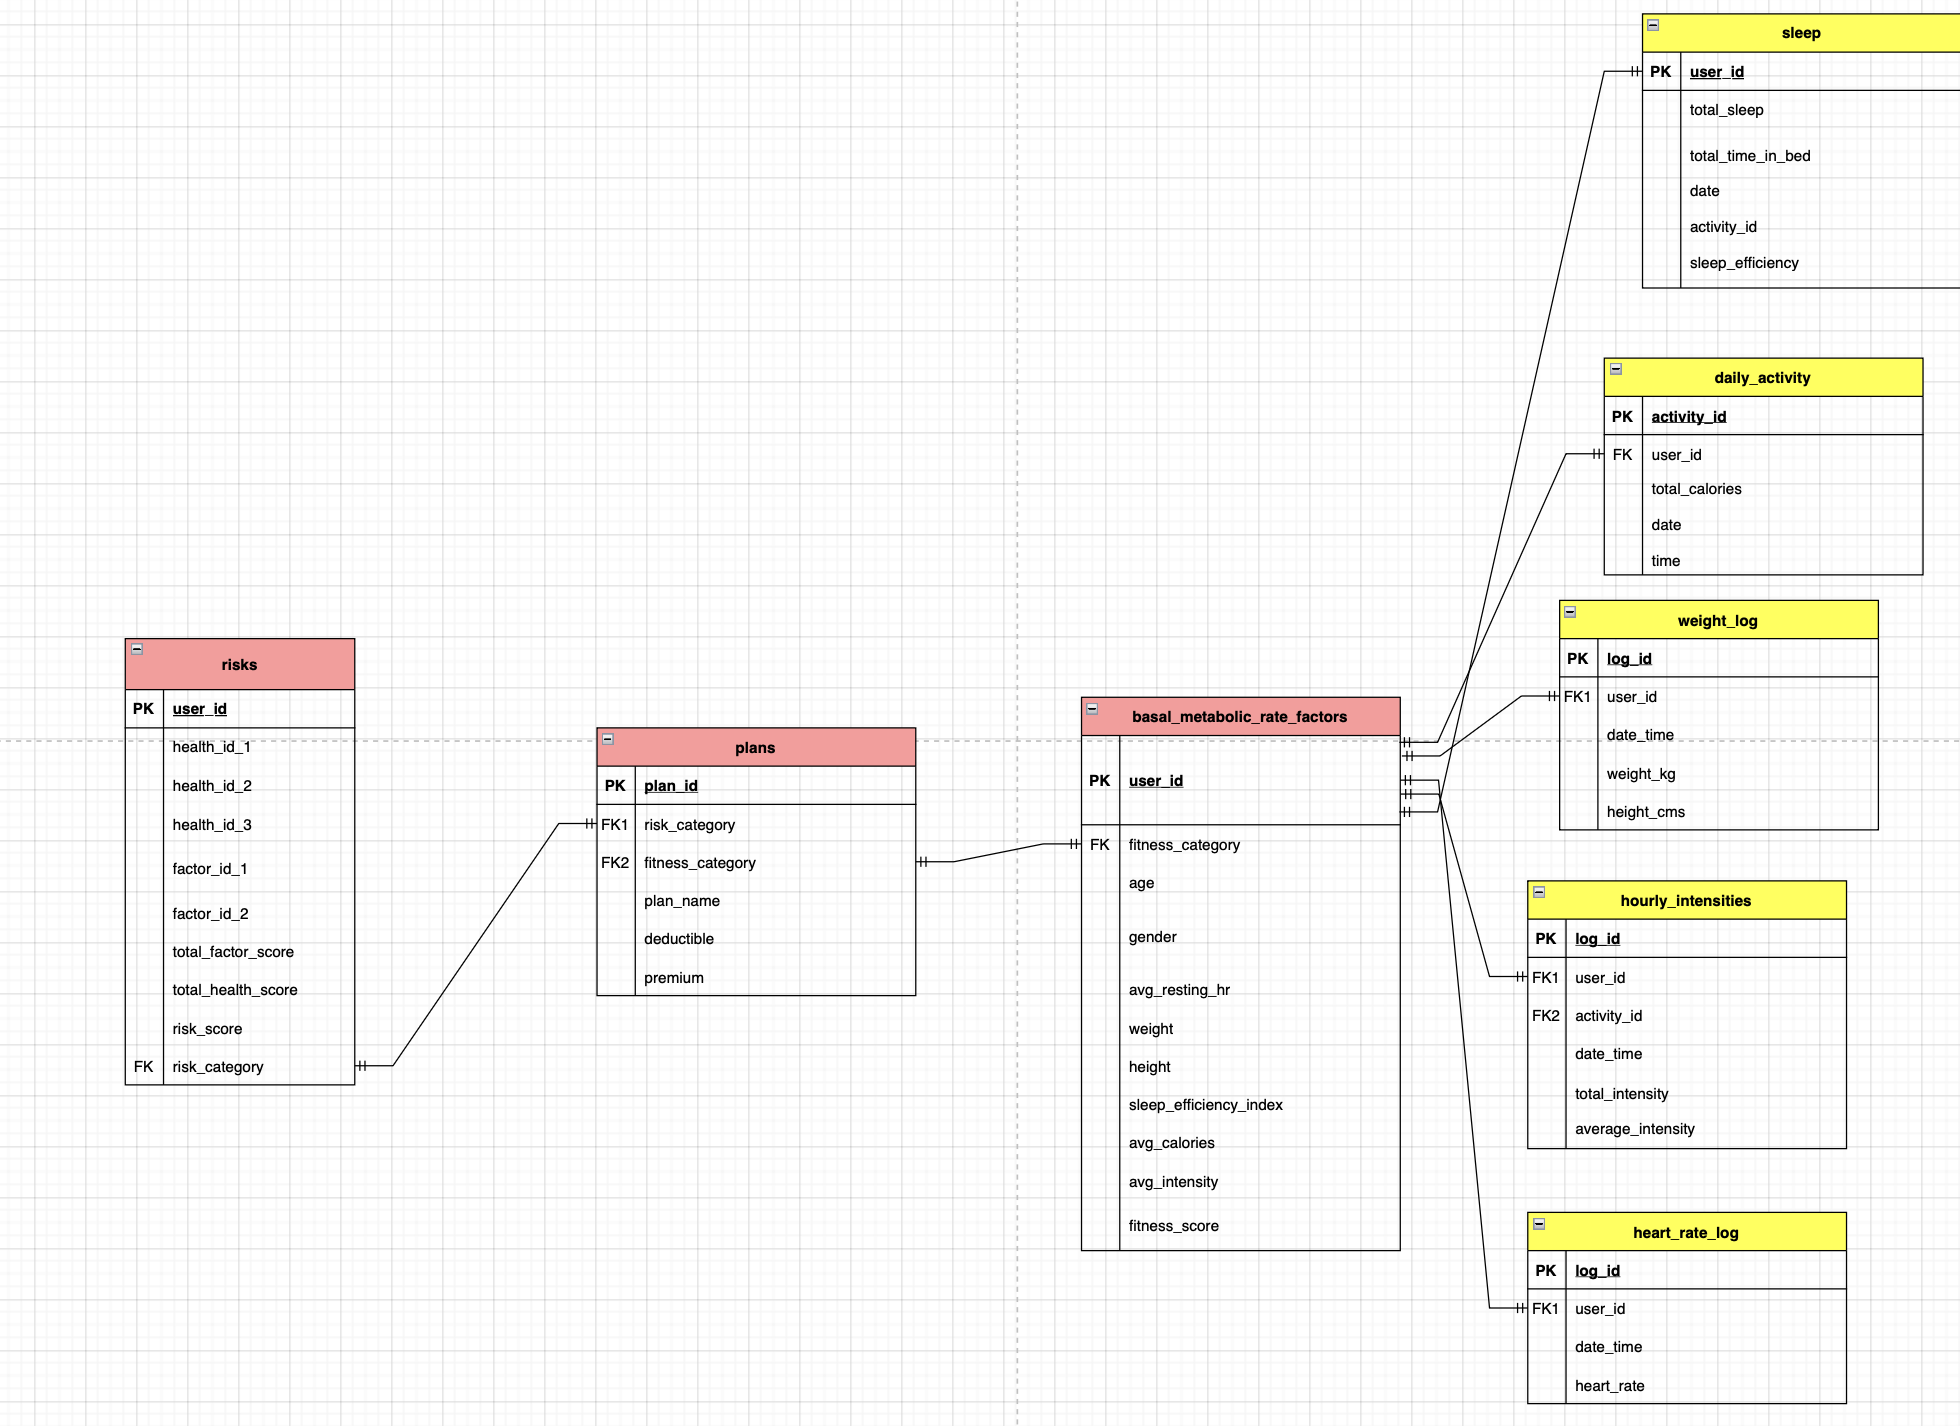 sleep
PK user_id
total_sleep
total_time_in_bed
date
activity_id
sleep_efficiency
daily_activity
PK activity_id
FK user_id
total_calories
date
time
weight_log
PK log_id
FK1 user_id
date_time
weight_kg
height_cms
risks
PK user_id
health_id_1
health_id_2
health_id_3
factor_id_1
factor_id_2
total_factor_score
total_health_score
risk_score
FK risk_category
plans
PK plan_id
FK1 risk_category
FK2 fitness_category
plan_name
deductible
premium
basal_metabolic_rate_factors
PK user_id
FK fitness_category
age
gender
avg_resting_hr
weight
height
sleep_efficiency_index
avg_calories
avg_intensity
fitness_score
hourly_intensities
PK log_id
FK1 user_id
FK2 activity_id
date_time
total_intensity
average_intensity
heart_rate_log
PK log_id
FK1 user_id
date_time
heart_rate